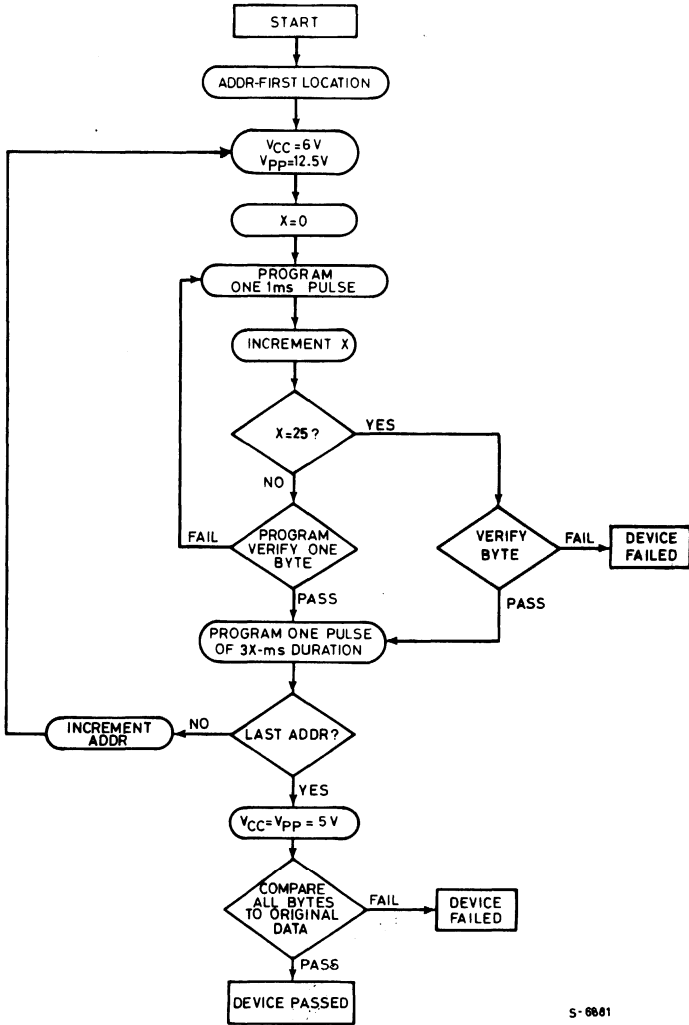 START
ADDR-FIRST LOCATION
VCC=6V
VPP=12.5V
X=0
PROGRAM
ONE 1ms PULSE
INCREMENT X
X=25?
YES
NO
PROGRAM
VERIFY ONE
BYTE
FAIL
VERIFY
BYTE
FAIL
DEVICE
FAILED
PASS
PASS
PROGRAM ONE PULSE
OF 3X-ms DURATION
LAST ADDR?
NO
INCREMENT
ADDR
YES
VCC=VPP=5V
COMPARE
ALL BYTES
TO ORIGINAL
DATA
FAIL
DEVICE
FAILED
PASS
DEVICE PASSED
S-6881